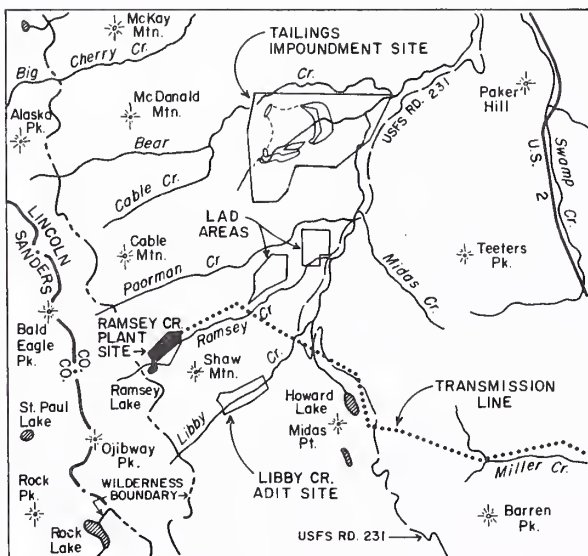 McKay
Mtn.
Big Cherry Cr.
TAILINGS
IMPOUNDMENT SITE
Cr.
USFS RD. 231
Paker
Hill
U.S. 2
Swamp Cr.
McDanald
Mtn.
Alaska
Pk.
Bear
Cable Cr.
LINCOLN
SANDERS
CO.
CO.
LAD
AREAS
Cable
Mtn.
Poorman Cr
Midas Cr.
Teeters
Pk.
Bald
Eagle
Pk.
RAMSEY CR.
PLANT
SITE
Ramsey Cr
Shaw
Mtn.
Ramsey
Lake
Libby Cr.
Howard
Lake
TRANSMISSION
LINE
St. Paul
Lake
Midas
Pt.
Ojibway
Pk.
LIBBY CR.
ADIT SITE
Miller Cr.
WILDERNESS
BOUNDARY
Rock
Pk.
Rock
Lake
Barren
Pk.
USFS RD. 231